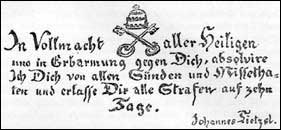 In Vollmacht aller Heiligen
und in Erbarmung gegen Dich, absolvire
Ich Dich von allen Sünden und Missetha-
ten und erlasse Dir alle Strafen auf zehn
Tage.
Johannes Tietzel.